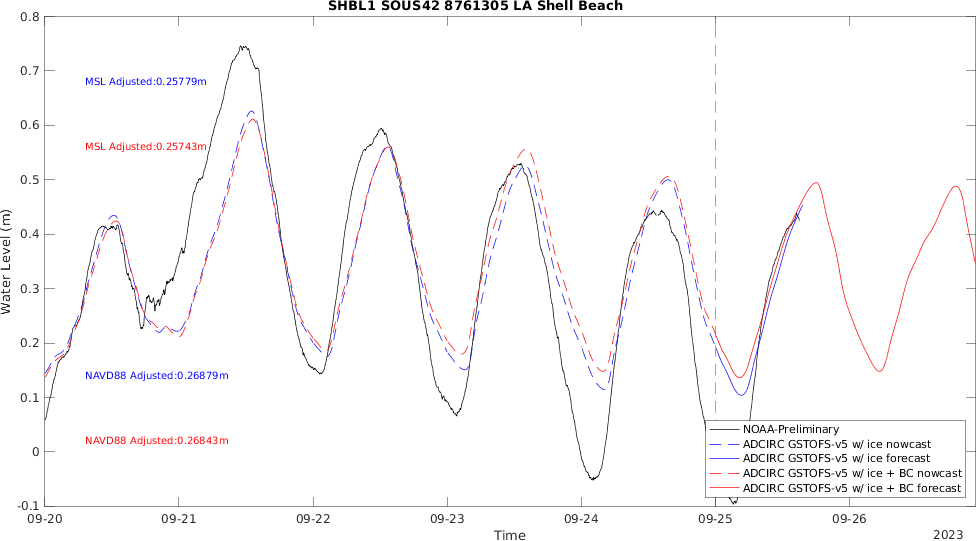 SHBL1 SOUS42 8761305 LA Shell Beach
0.8
0.7
0.6
0.5
0.4
0.3
0.2
0.1
0
-0.1
Water Level (m)
MSL Adjusted:0.25779m
MSL Adjusted:0.25743m
NAVD88 Adjusted:0.26879m
NAVD88 Adjusted:0.26843m
NOAA-Preliminary
ADCIRC GSTOFS-v5 w/ ice nowcast
ADCIRC GSTOFS-v5 w/ ice forecast
ADCIRC GSTOFS-v5 w/ ice + BC nowcast
ADCIRC GSTOFS-v5 w/ ice + BC forecast
09-20 09-21 09-22 09-23 09-24 09-25 09-26
Time
2023